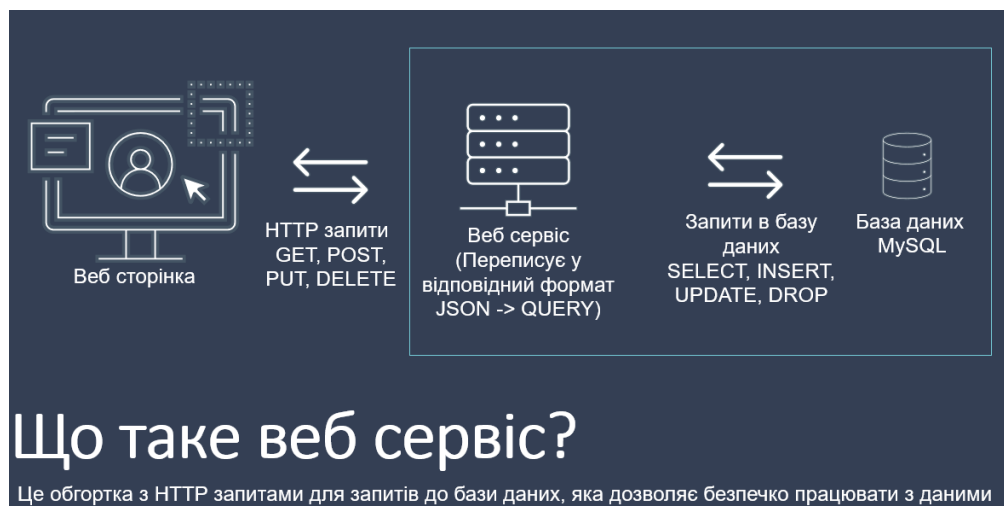 Веб сторінка
HTTP запити
GET, POST,
PUT, DELETE
Веб сервіс
(Переписує у
відповідний формат
JSON -> QUERY)
Запити в базу
даних
SELECT, INSERT,
UPDATE, DROP
База даних
MySQL
Що таке веб сервіс?
Це обгортка з HTTP запитами для запитів до бази даних, яка дозволяє безпечко працювати з даними